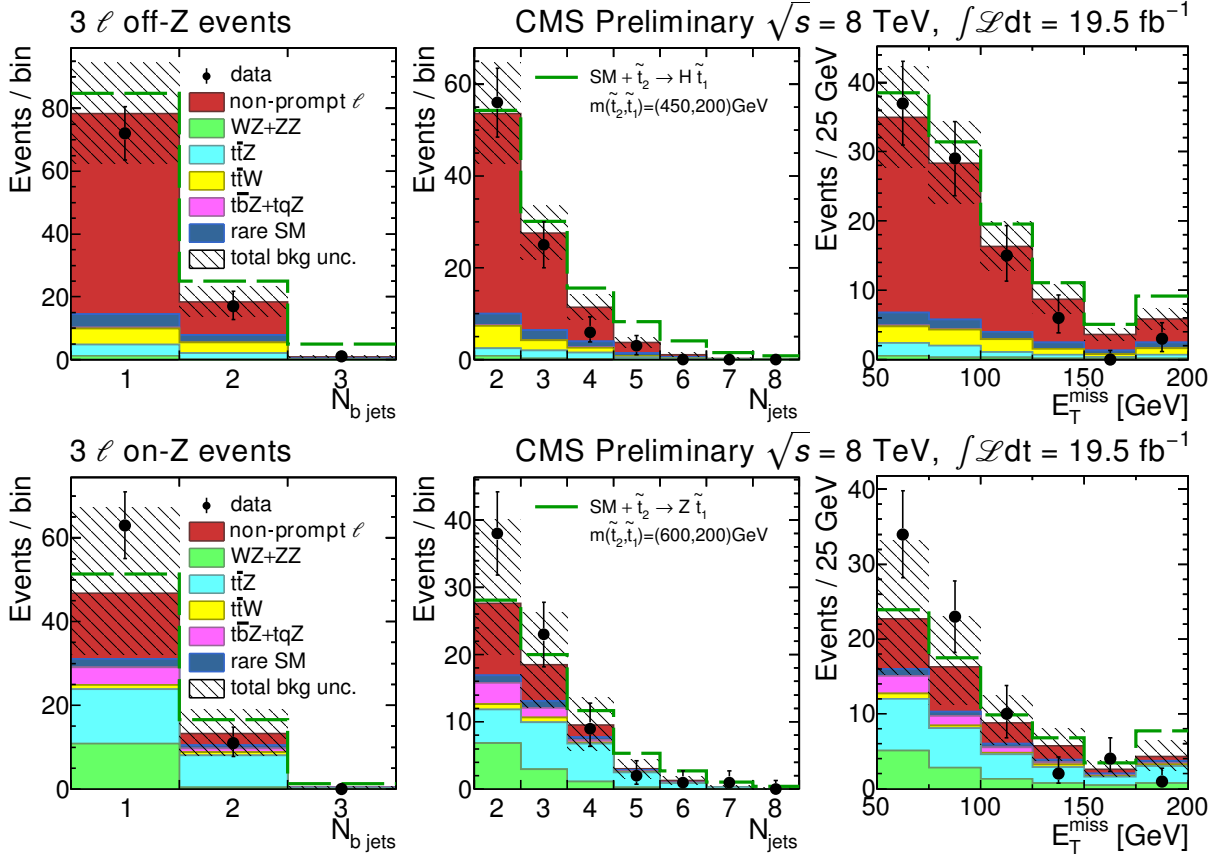 3 ℓ off-Z events
CMS Preliminary √s = 8 TeV, ∫ℒdt = 19.5 fb⁻¹
Events / bin
80
60
40
20
0
data
non-prompt ℓ
WZ+ZZ
tt̄Z
tt̄W
tb̄Z+tqZ
rare SM
total bkg unc.
1 2 3
N_b jets
Events / bin
60
40
20
0
SM + t̃₂ → H t̃₁
m(t̃₂,t̃₁)=(450,200)GeV
2 3 4 5 6 7 8
N_jets
Events / 25 GeV
40
30
20
10
0
50 100 150 200
E_T^miss [GeV]
3 ℓ on-Z events
CMS Preliminary √s = 8 TeV, ∫ℒdt = 19.5 fb⁻¹
Events / bin
60
40
20
0
data
non-prompt ℓ
WZ+ZZ
tt̄Z
tt̄W
tb̄Z+tqZ
rare SM
total bkg unc.
1 2 3
N_b jets
Events / bin
40
30
20
10
0
SM + t̃₂ → Z t̃₁
m(t̃₂,t̃₁)=(600,200)GeV
2 3 4 5 6 7 8
N_jets
Events / 25 GeV
40
30
20
10
0
50 100 150 200
E_T^miss [GeV]